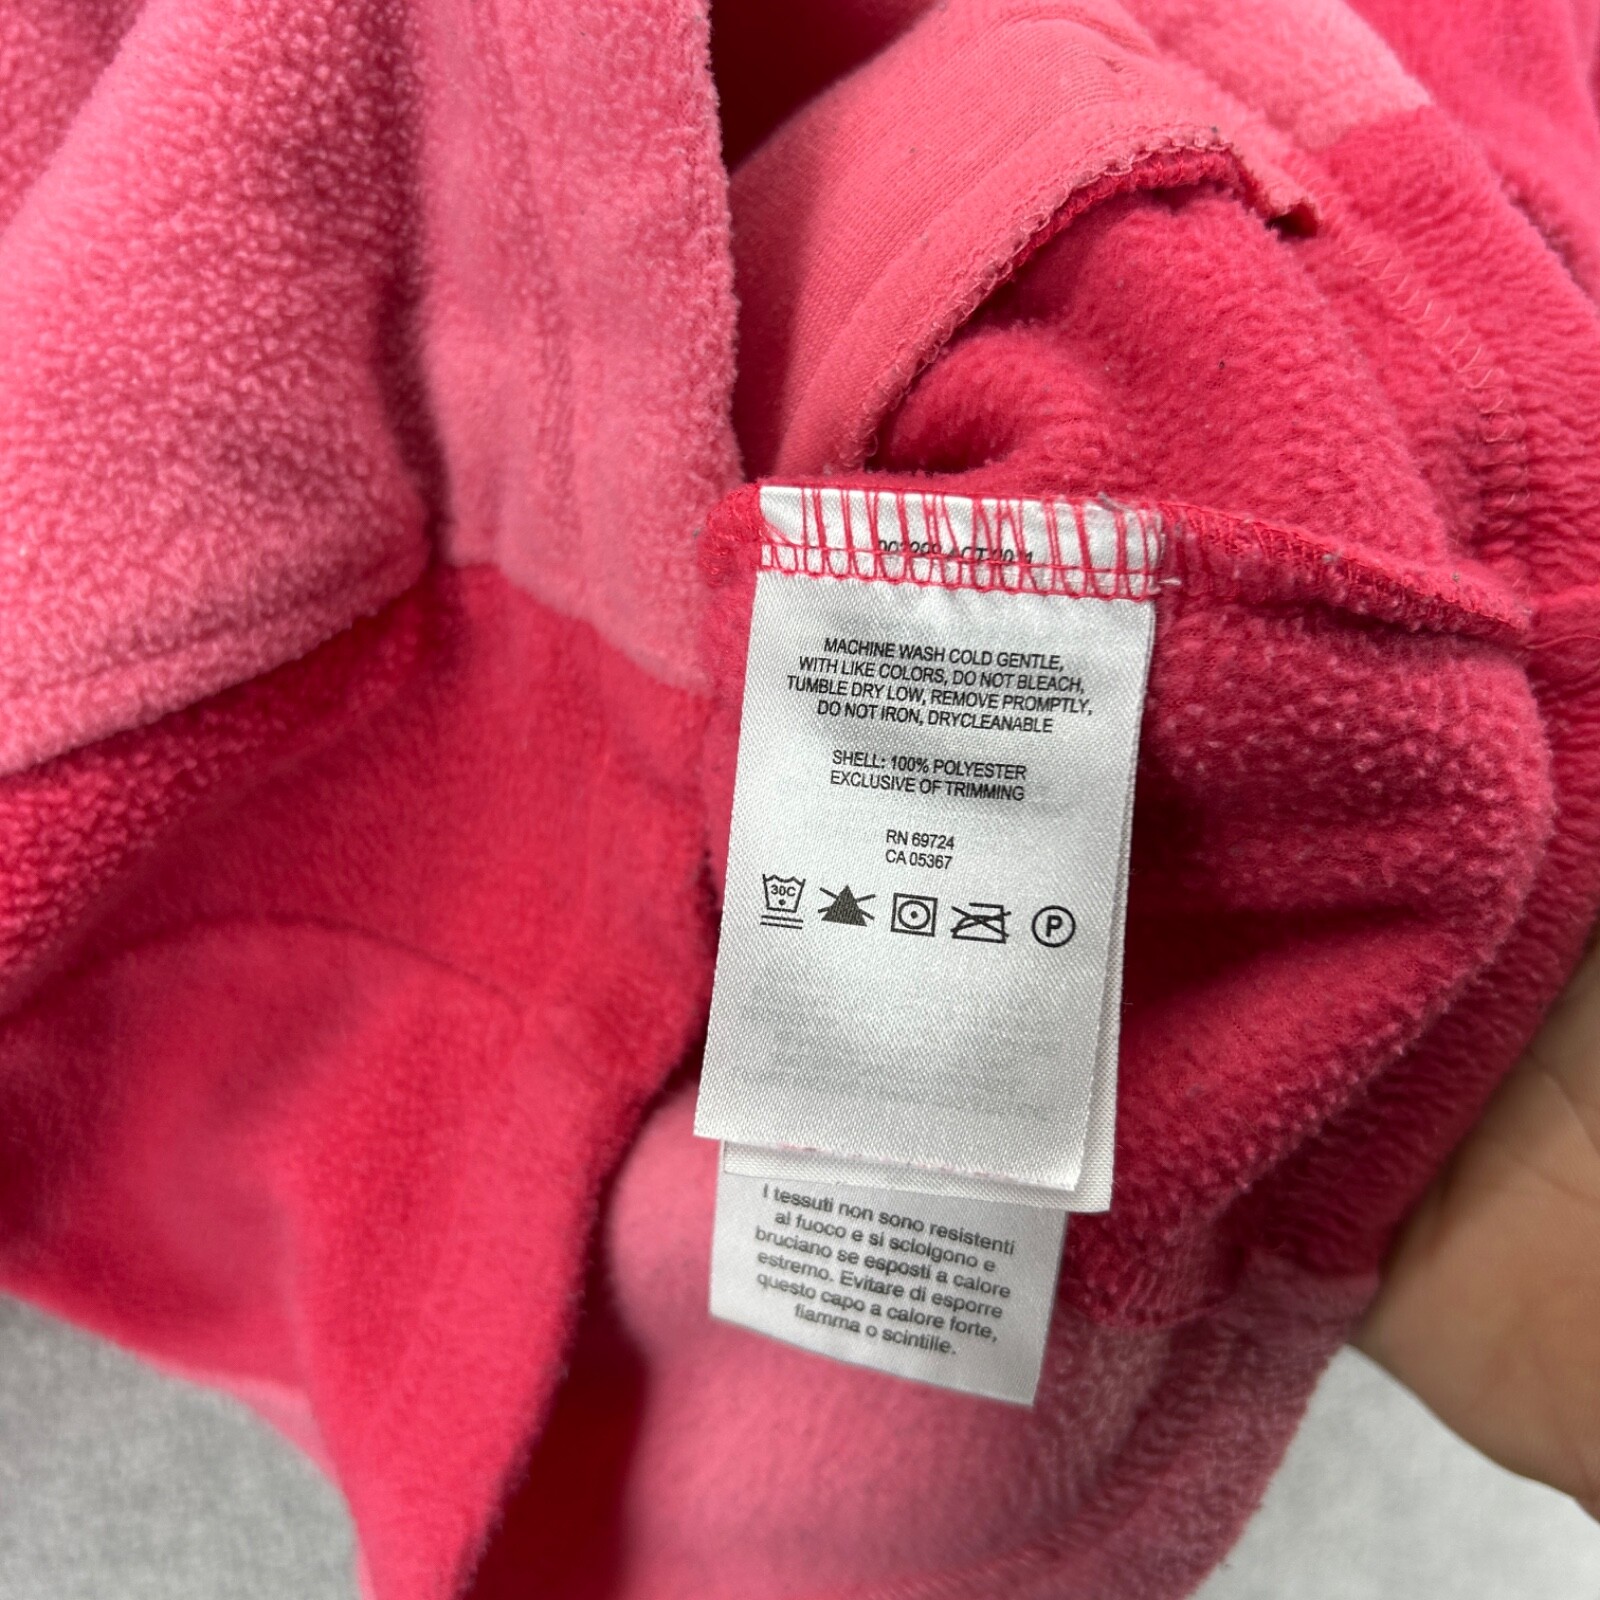 MACHINE WASH COLD GENTLE,
WITH LIKE COLORS, DO NOT BLEACH,
TUMBLE DRY LOW, REMOVE PROMPTLY,
DO NOT IRON, DRYCLEANABLE
SHELL: 100% POLYESTER
EXCLUSIVE OF TRIMMING
RN 69724
CA 05367
30C
P
I tessuti non sono resistenti
al fuoco e si sciolgono e
bruciano se esposti a calore
estremo. Evitare di esporre
questo capo a calore forte,
fiamma o scintille.